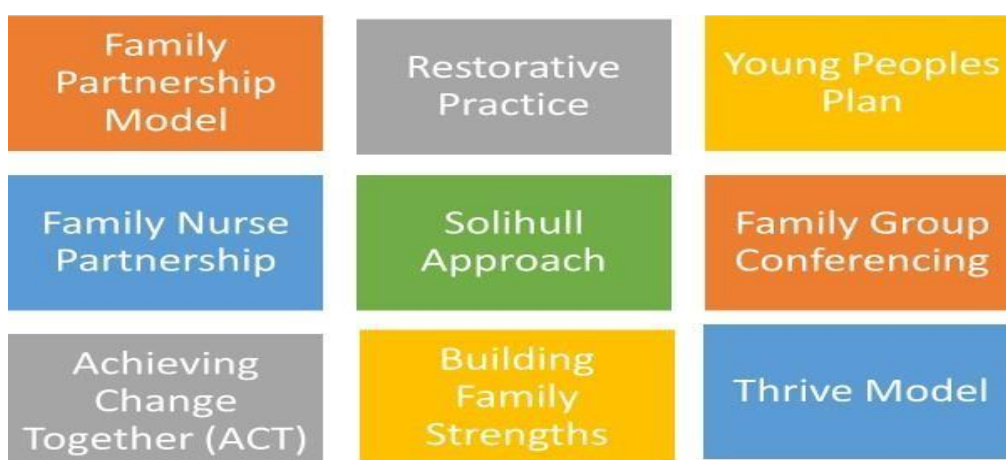 Family
Partnership
Model
Restorative
Practice
Young Peoples
Plan
Family Nurse
Partnership
Solihull
Approach
Family Group
Conferencing
Achieving
Change
Together (ACT)
Building
Family
Strengths
Thrive Model